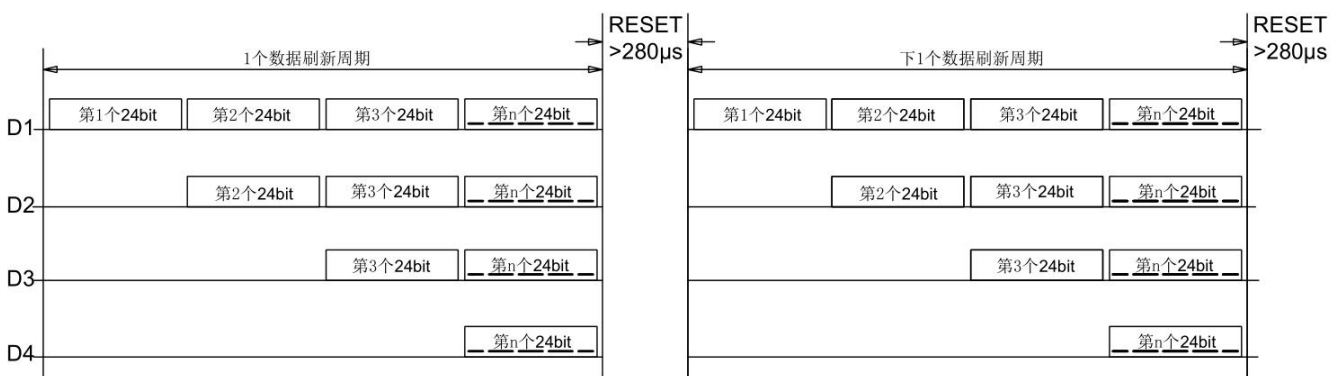 RESET
>280μs
RESET
>280μs
1个数据刷新周期
下1个数据刷新周期
D1 第1个24bit 第2个24bit 第3个24bit 第n个24bit 第1个24bit 第2个24bit 第3个24bit 第n个24bit
D2 第2个24bit 第3个24bit 第n个24bit 第2个24bit 第3个24bit 第n个24bit
D3 第3个24bit 第n个24bit 第3个24bit 第n个24bit
D4 第n个24bit 第n个24bit